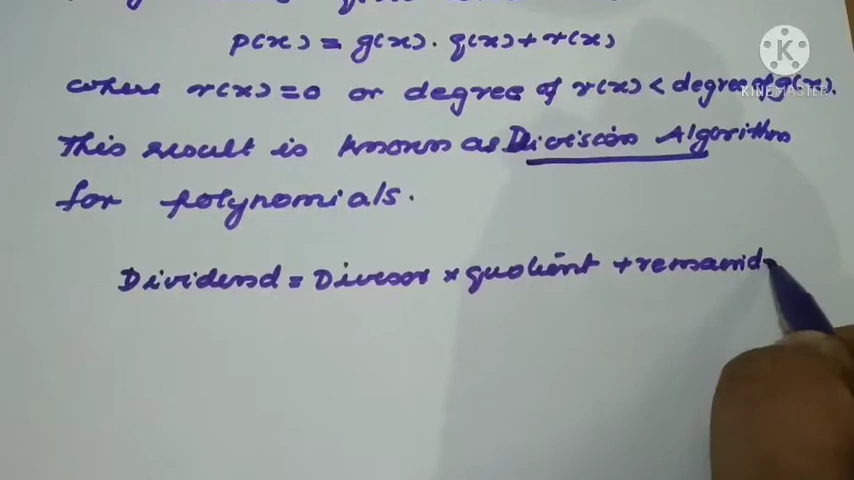 p(x) = g(x). q(x) + r(x)
where r(x) = 0 or degree of r(x) < degree of g(x).
This result is known as Division Algorithm
for polynomials.
Dividend = Divisor × quotient + remaind
KINEMASTER